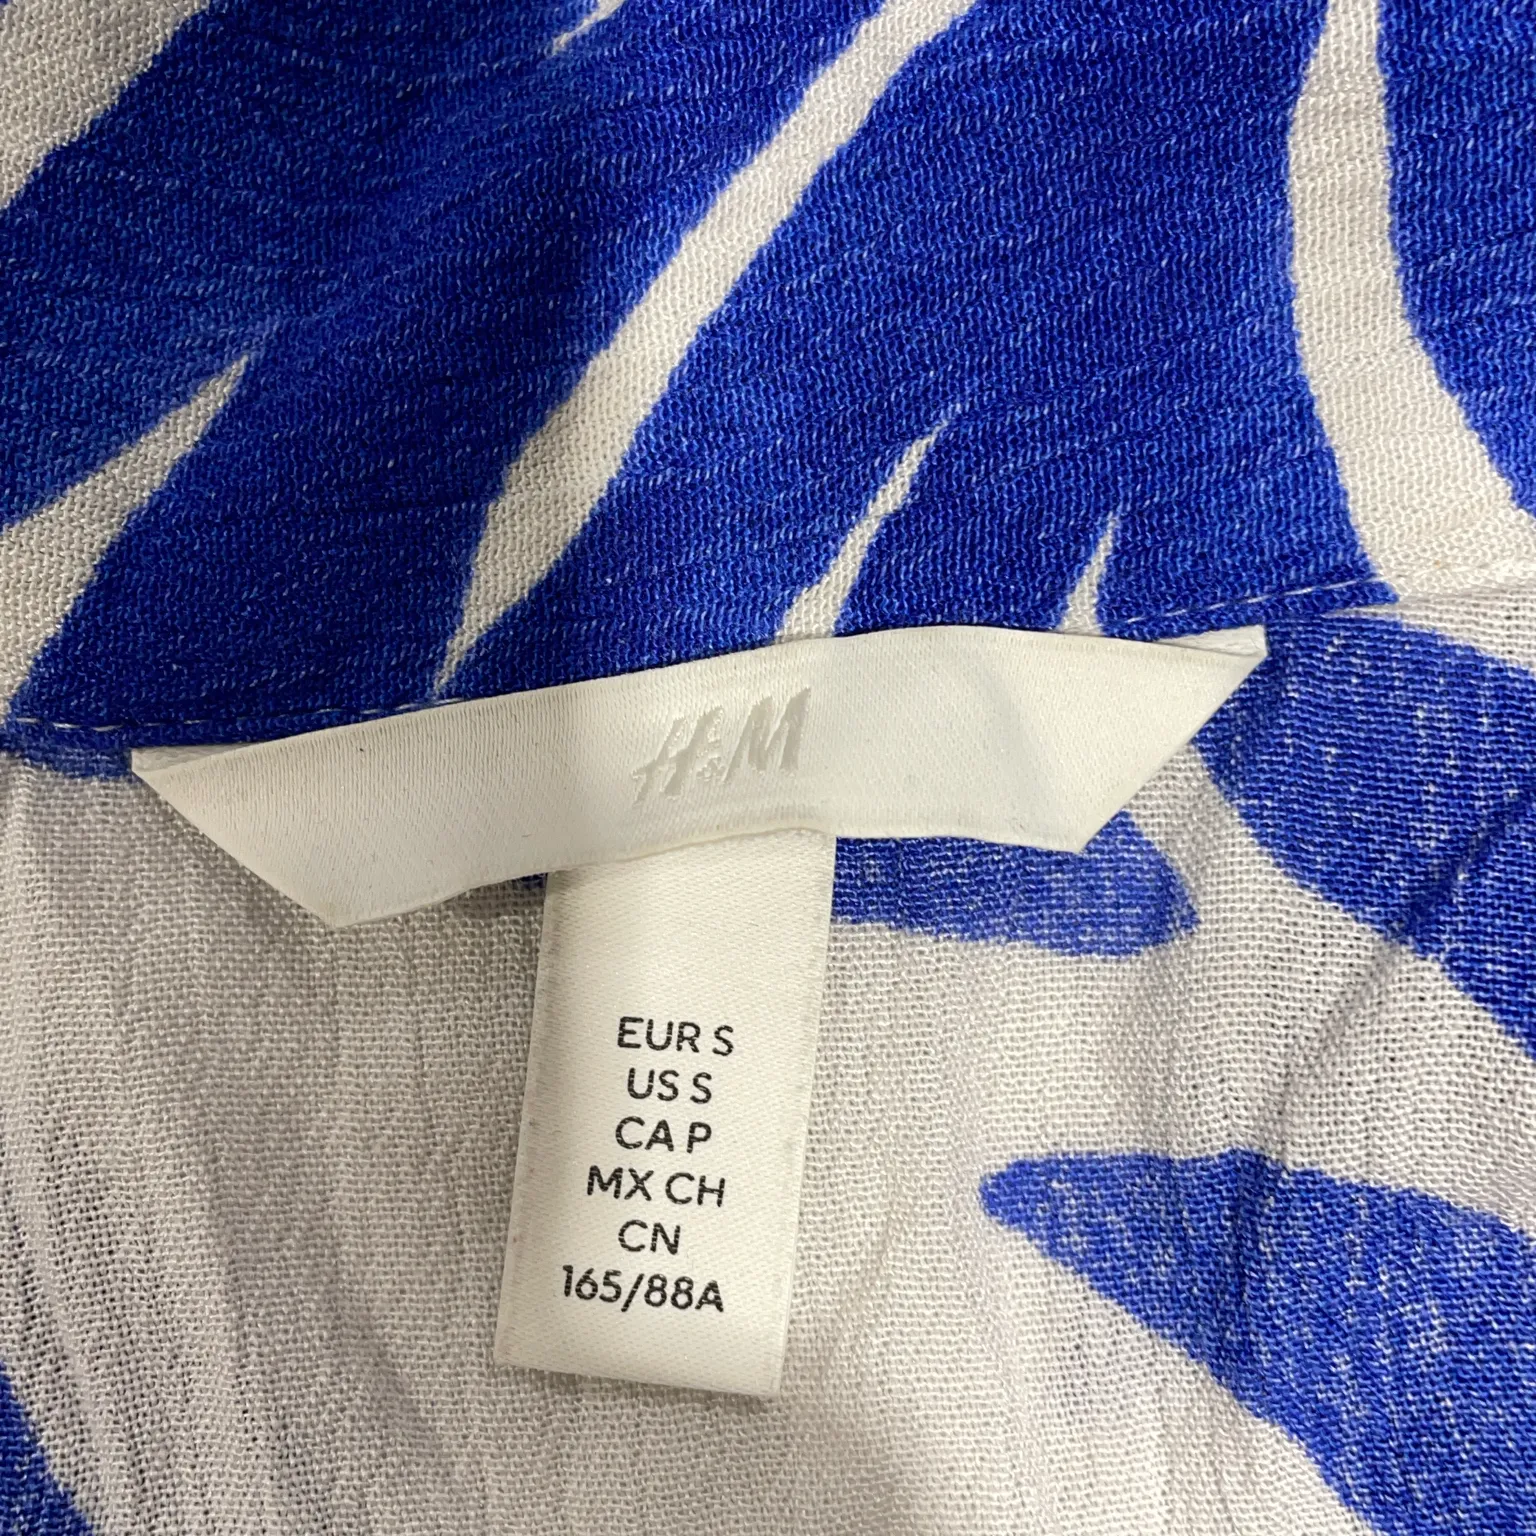 H&M
EUR S
US S
CA P
MX CH
CN
165/88A